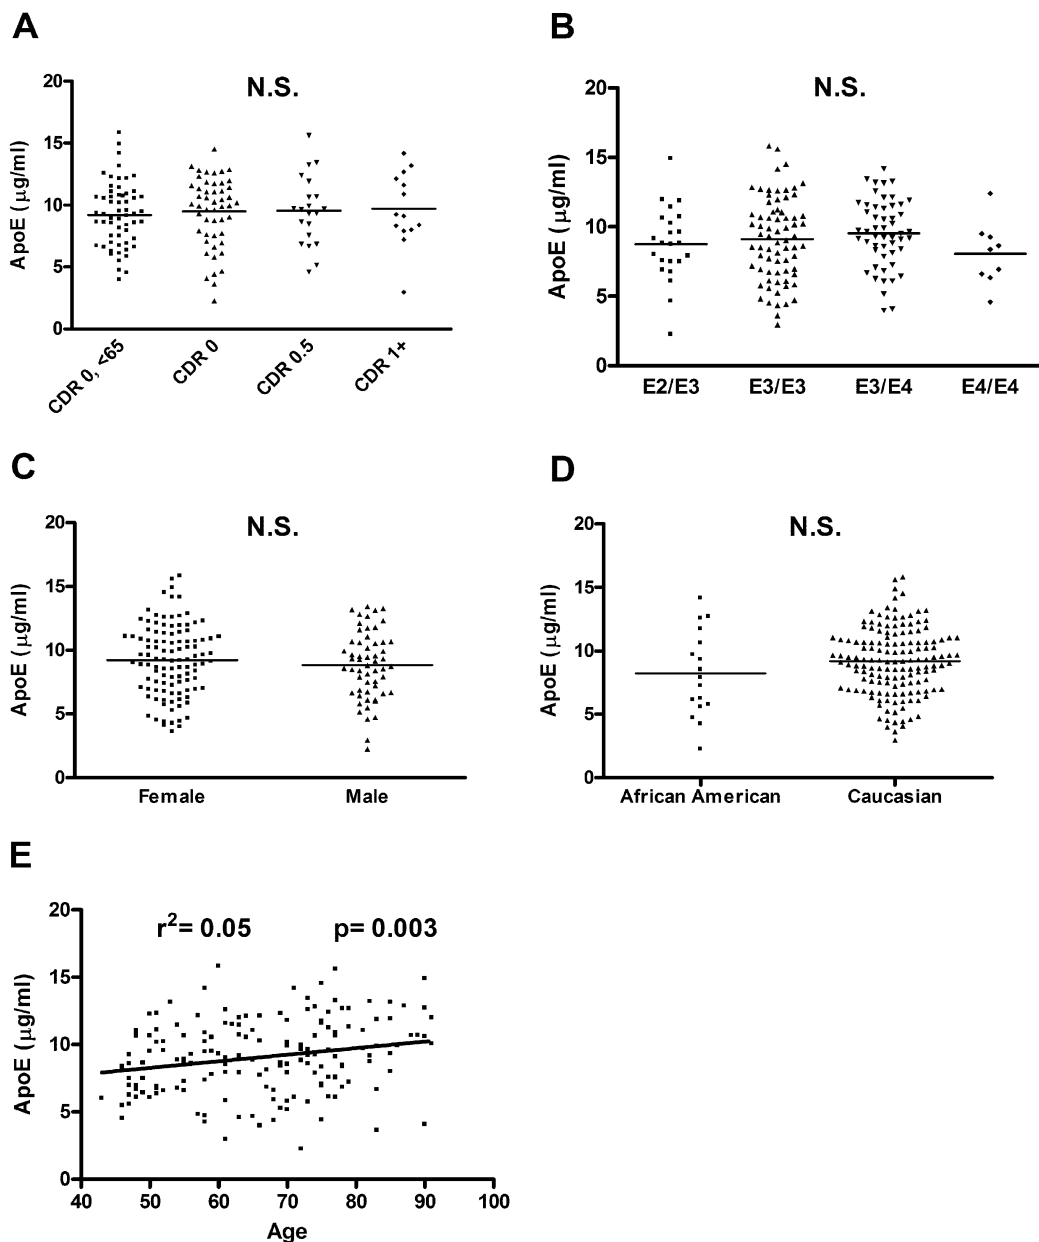 A
N.S.
ApoE (μg/ml)
20
15
10
5
0
CDR 0, <65
CDR 0
CDR 0.5
CDR 1+
B
N.S.
ApoE (μg/ml)
20
15
10
5
0
E2/E3
E3/E3
E3/E4
E4/E4
C
N.S.
ApoE (μg/ml)
20
15
10
5
0
Female
Male
D
N.S.
ApoE (μg/ml)
20
15
10
5
0
African American
Caucasian
E
r²= 0.05
p= 0.003
ApoE (μg/ml)
20
15
10
5
0
40
50
60
70
80
90
100
Age